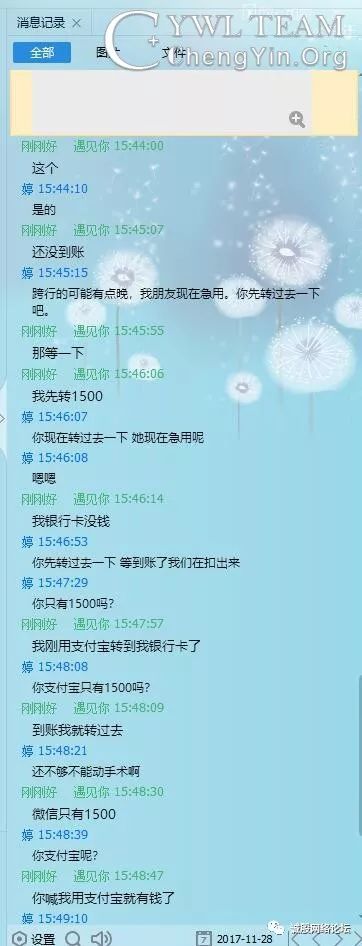 CYWL TEAM
ChengYin.Org
消息记录 ×
全部 图片 文件
刚刚好 遇见你 15:44:00
这个
婷 15:44:10
是的
刚刚好 遇见你 15:45:07
还没到账
婷 15:45:15
跨行的可能有点晚，我朋友现在急用。你先转过去一下
吧。
刚刚好 遇见你 15:45:55
那等一下
刚刚好 遇见你 15:46:06
我先转1500
婷 15:46:07
你现在转过去一下 她现在急用呢
婷 15:46:08
嗯嗯
刚刚好 遇见你 15:46:14
我银行卡没钱
婷 15:46:53
你先转过去一下 等到账了我们在扣出来
婷 15:47:29
你只有1500吗?
刚刚好 遇见你 15:47:57
我刚用支付宝转到我银行卡了
婷 15:48:08
你支付宝只有1500吗?
刚刚好 遇见你 15:48:09
到账我就转过去
婷 15:48:21
还不够不能动手术啊
刚刚好 遇见你 15:48:30
微信只有1500
婷 15:48:39
你支付宝呢?
刚刚好 遇见你 15:48:47
你喊我用支付宝就有钱了
婷 15:49:10
设置 7 2017-11-28
网络论坛